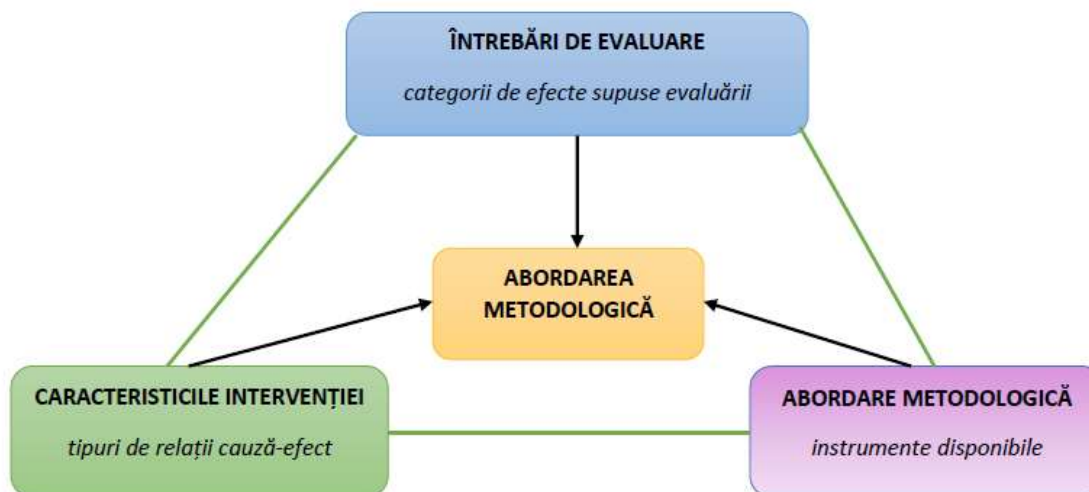 ÎNTREBĂRI DE EVALUARE
categorii de efecte supuse evaluării
ABORDAREA
METODOLOGICĂ
CARACTERISTICILE INTERVENȚIEI
tipuri de relații cauză-efect
ABORDARE METODOLOGICĂ
instrumente disponibile